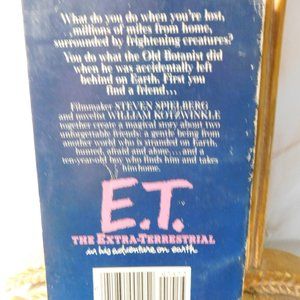 What do you do when you're lost,
millions of miles from home,
surrounded by frightening creatures?
You do what the Old Botanist did
when he was accidentally left
behind on Earth. First you
find a friend...
Filmmaker STEVEN SPIELBERG
and novelist WILLIAM KOTZWINKLE
together create a magical story about two
unforgettable friends: a gentle being from
another world who is stranded on Earth,
hunted, afraid and alone... and a
ten-year-old boy who finds him and takes
him home.
E.T.
THE EXTRA-TERRESTRIAL
in his adventure on earth